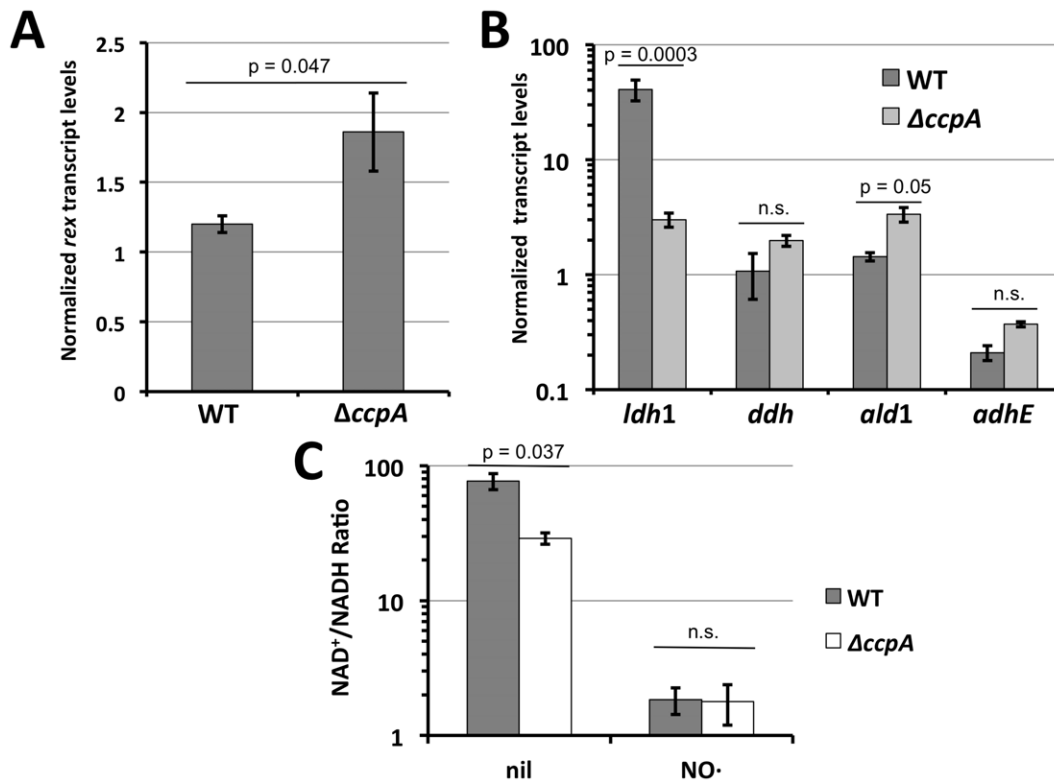 A
Normalized rex transcript levels
2.5
2
1.5
1
0.5
0
p = 0.047
WT
ΔccpA
B
Normalized transcript levels
100
10
1
0.1
p = 0.0003
n.s.
p = 0.05
n.s.
WT
ΔccpA
ldh1
ddh
ald1
adhE
C
NAD⁺/NADH Ratio
100
10
1
p = 0.037
n.s.
WT
ΔccpA
nil
NO·